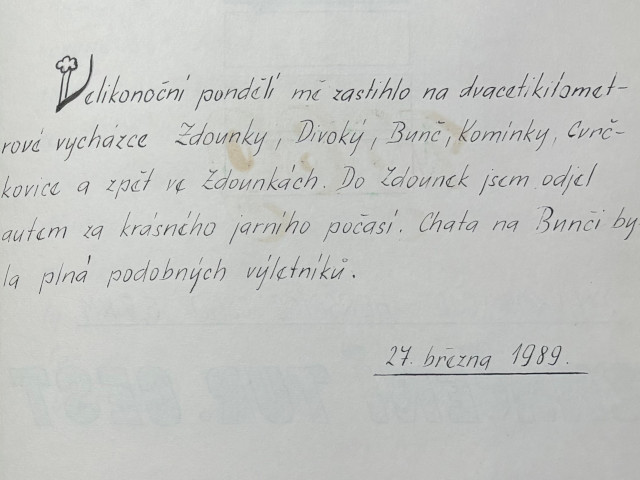 Velikonoční pondělí mě zastihlo na dvacetikilomet-
rové vycházce Zdounky, Divoký, Bunč, Komínky, Cvrč-
kovice a zpět ve Zdounkách. Do Zdounek jsem odjel
autem za krásného jarního počasí. Chata na Bunči by-
la plná podobných výletníků.
27. března 1989.